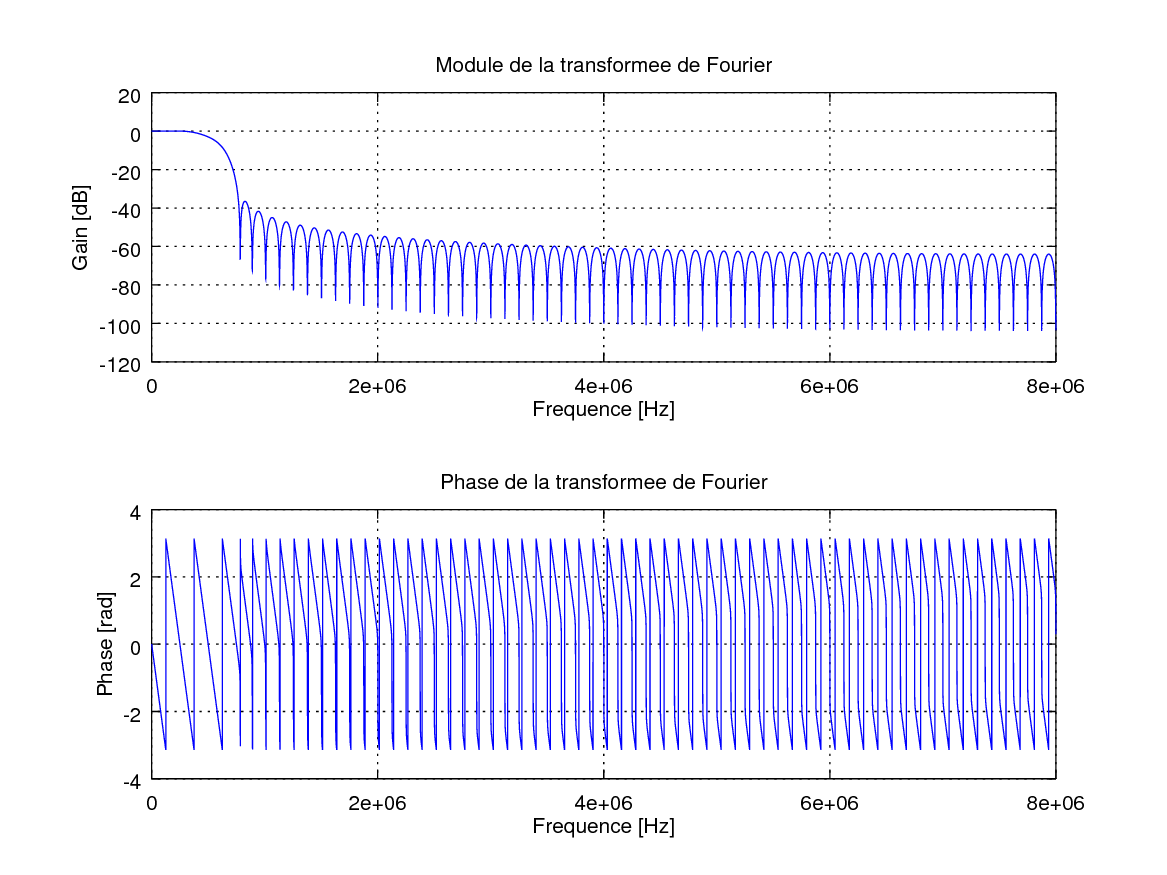 Module de la transformee de Fourier
20
0
-20
-40
-60
-80
-100
-120
Gain [dB]
0 2e+06 4e+06 6e+06 8e+06
Frequence [Hz]
Phase de la transformee de Fourier
4
2
0
-2
-4
Phase [rad]
0 2e+06 4e+06 6e+06 8e+06
Frequence [Hz]